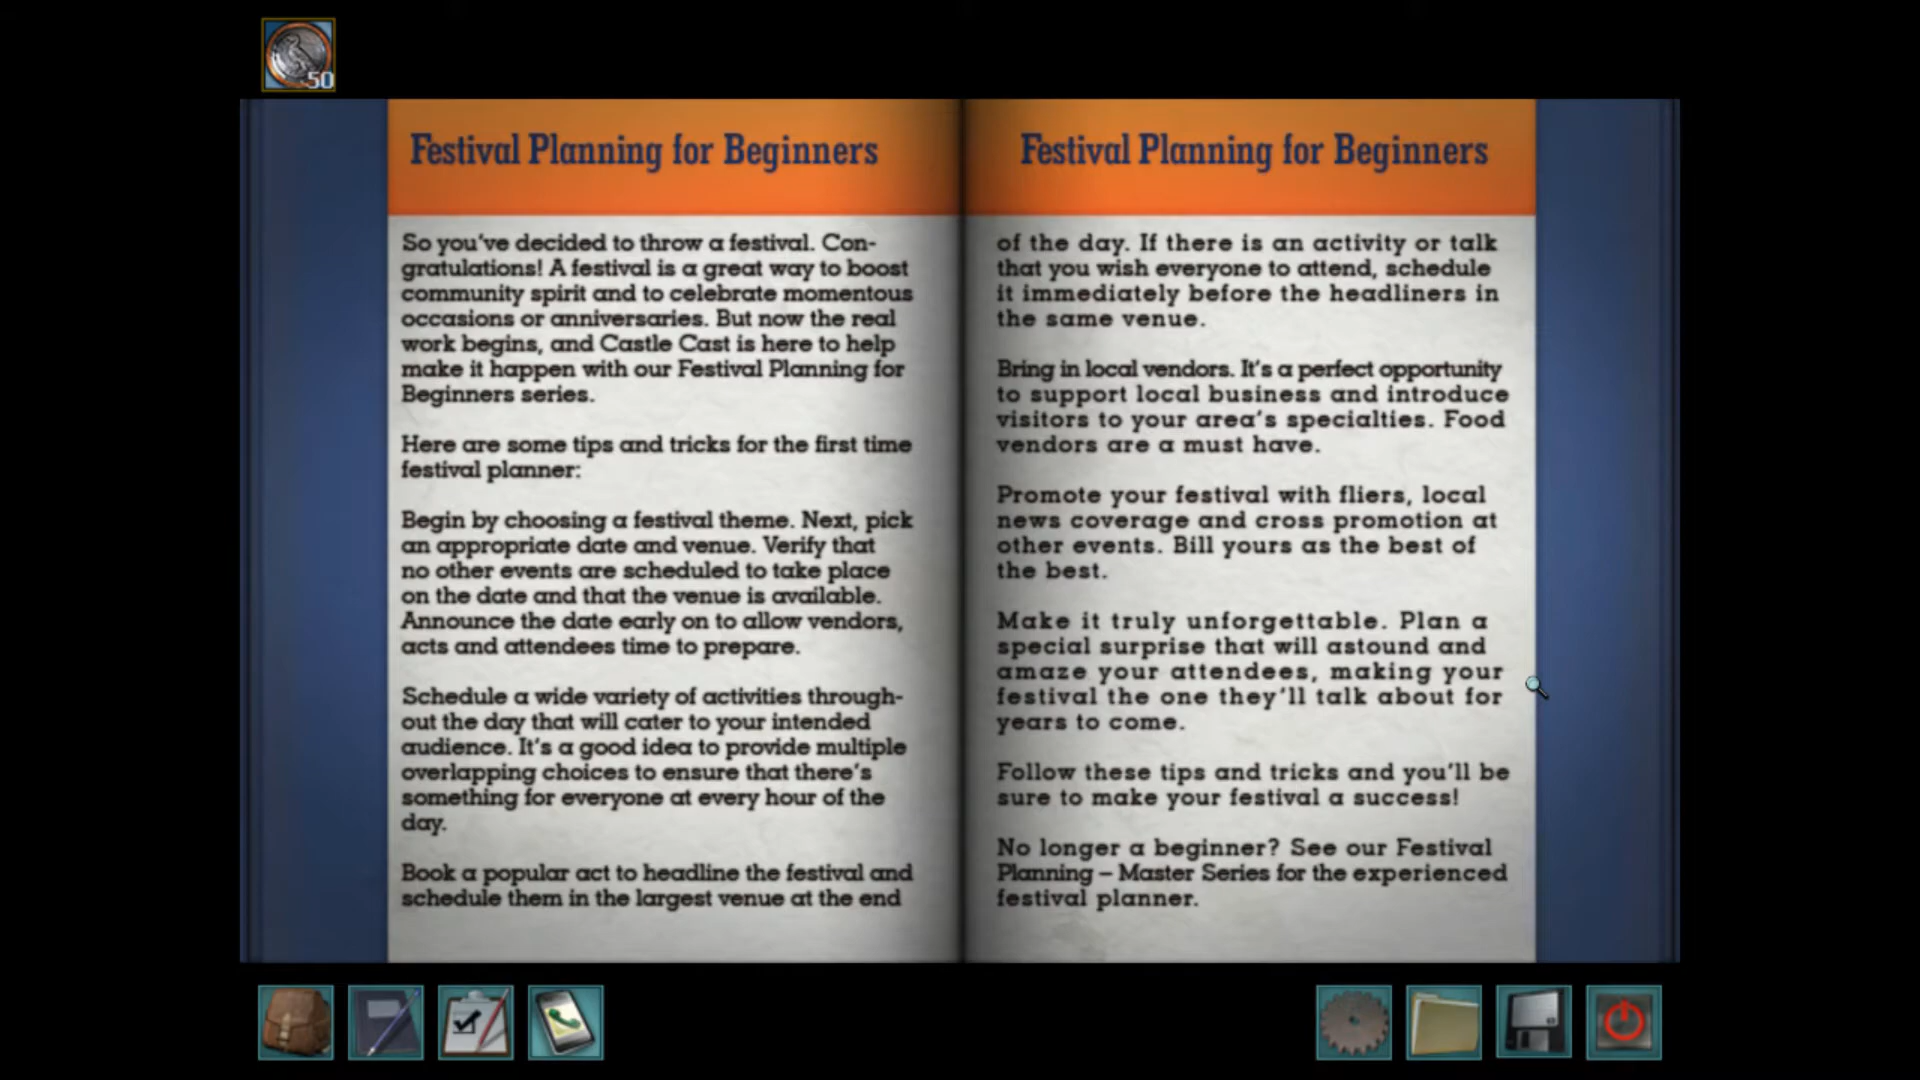 50
Festival Planning for Beginners
So you've decided to throw a festival. Con-
gratulations! A festival is a great way to boost
community spirit and to celebrate momentous
occasions or anniversaries. But now the real
work begins, and Castle Cast is here to help
make it happen with our Festival Planning for
Beginners series.
Here are some tips and tricks for the first time
festival planner:
Begin by choosing a festival theme. Next, pick
an appropriate date and venue. Verify that
no other events are scheduled to take place
on the date and that the venue is available.
Announce the date early on to allow vendors,
acts and attendees time to prepare.
Schedule a wide variety of activities through-
out the day that will cater to your intended
audience. It's a good idea to provide multiple
overlapping choices to ensure that there's
something for everyone at every hour of the
day.
Book a popular act to headline the festival and
schedule them in the largest venue at the end
Festival Planning for Beginners
of the day. If there is an activity or talk
that you wish everyone to attend, schedule
it immediately before the headliners in
the same venue.
Bring in local vendors. It's a perfect opportunity
to support local business and introduce
visitors to your area's specialties. Food
vendors are a must have.
Promote your festival with fliers, local
news coverage and cross promotion at
other events. Bill yours as the best of
the best.
Make it truly unforgettable. Plan a
special surprise that will astound and
amaze your attendees, making your
festival the one they'll talk about for
years to come.
Follow these tips and tricks and you'll be
sure to make your festival a success!
No longer a beginner? See our Festival
Planning – Master Series for the experienced
festival planner.